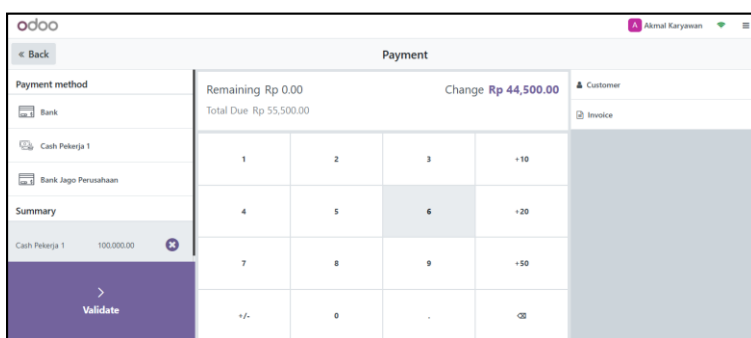 odoo
A Akmal Karyawan
« Back
Payment
Payment method
Bank
Cash Pekerja 1
Bank Jago Perusahaan
Summary
Cash Pekerja 1 100.000.00
Validate
Remaining Rp 0.00 Change Rp 44,500.00
Total Due Rp 55,500.00
1 2 3 +10
4 5 6 +20
7 8 9 +50
+/- 0 .
Customer
Invoice